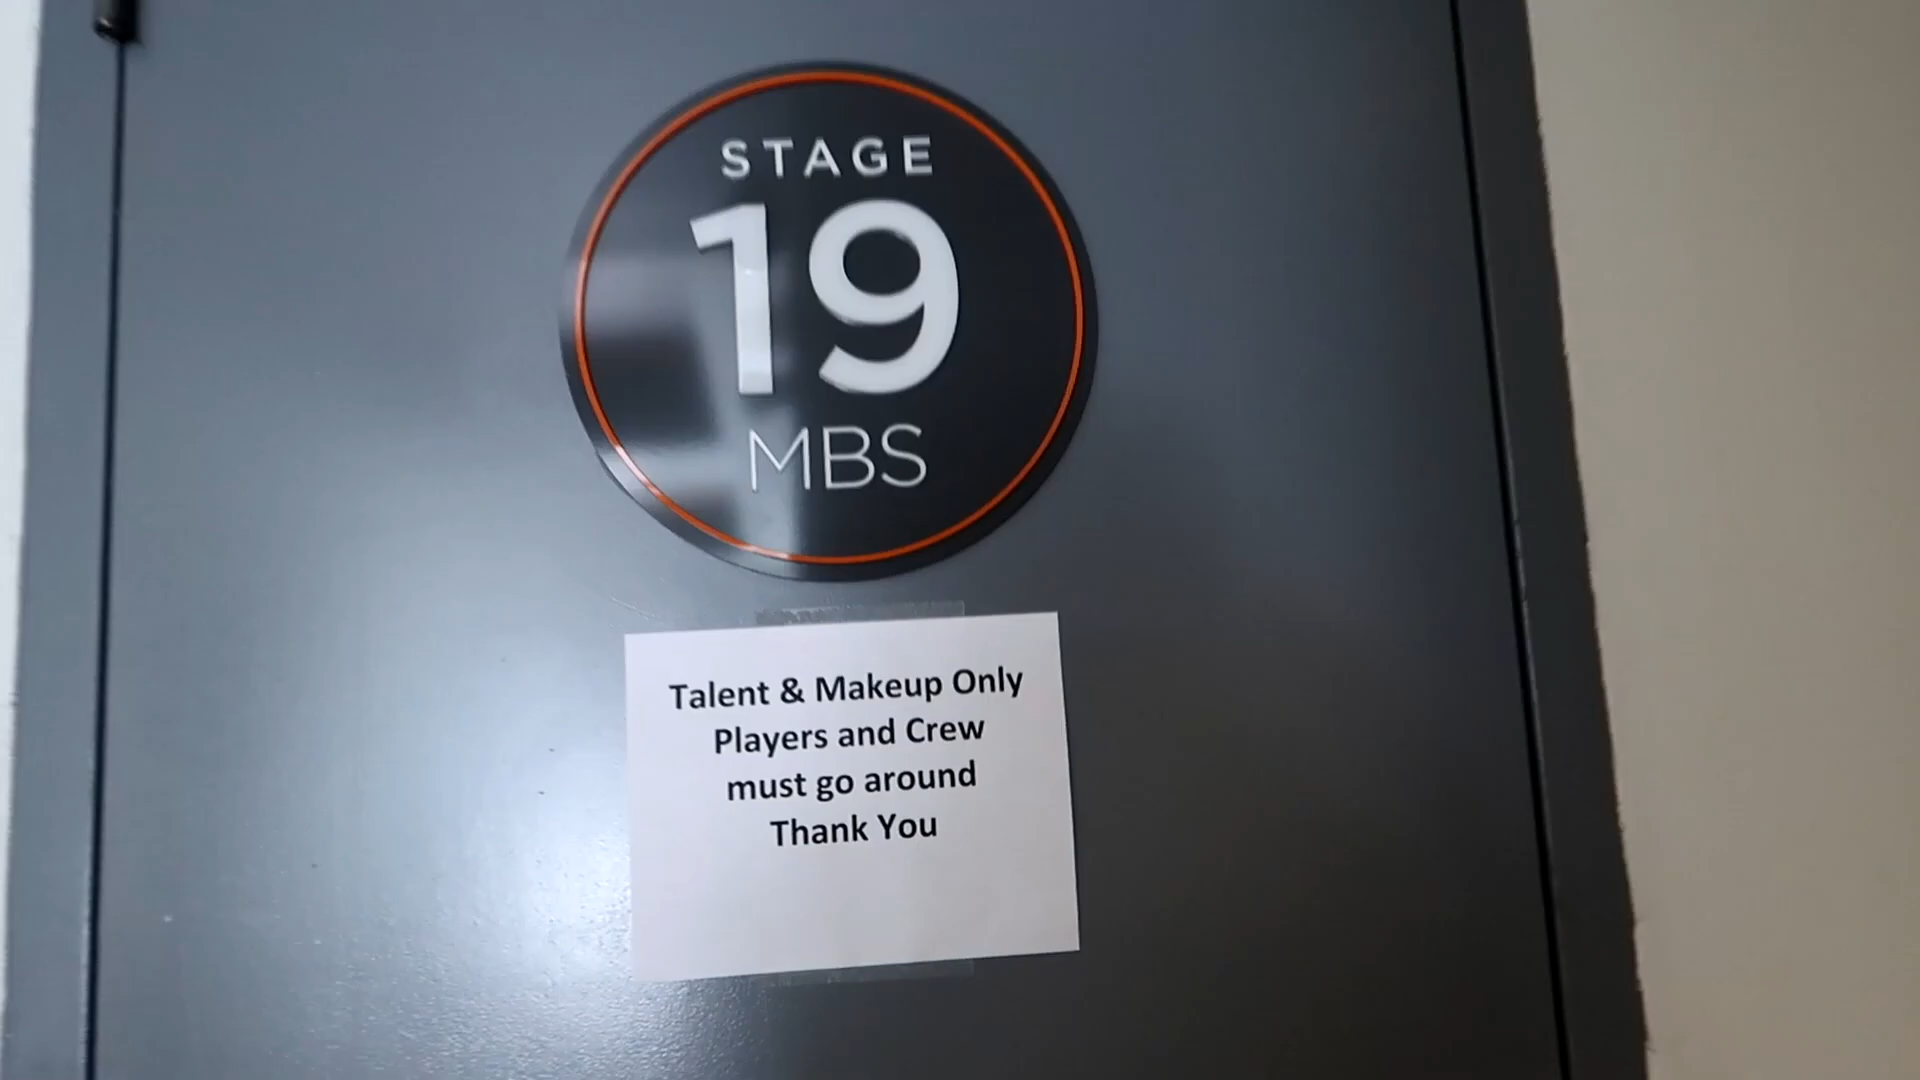 STAGE
19
MBS
Talent & Makeup Only
Players and Crew
must go around
Thank You